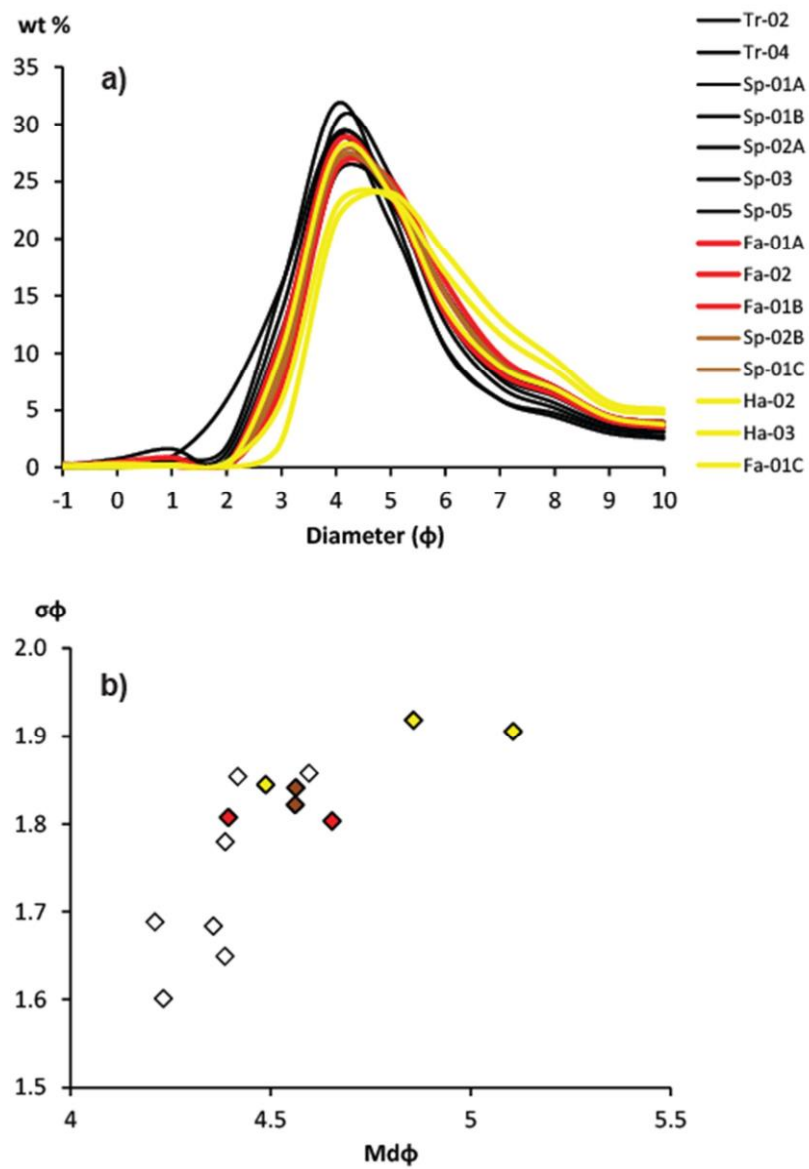 wt %
a)
35
30
25
20
15
10
5
0
-1 0 1 2 3 4 5 6 7 8 9 10
Diameter (ϕ)
Tr-02
Tr-04
Sp-01A
Sp-01B
Sp-02A
Sp-03
Sp-05
Fa-01A
Fa-02
Fa-01B
Sp-02B
Sp-01C
Ha-02
Ha-03
Fa-01C
σϕ
b)
2.0
1.9
1.8
1.7
1.6
1.5
4 4.5 5 5.5
Mdϕ